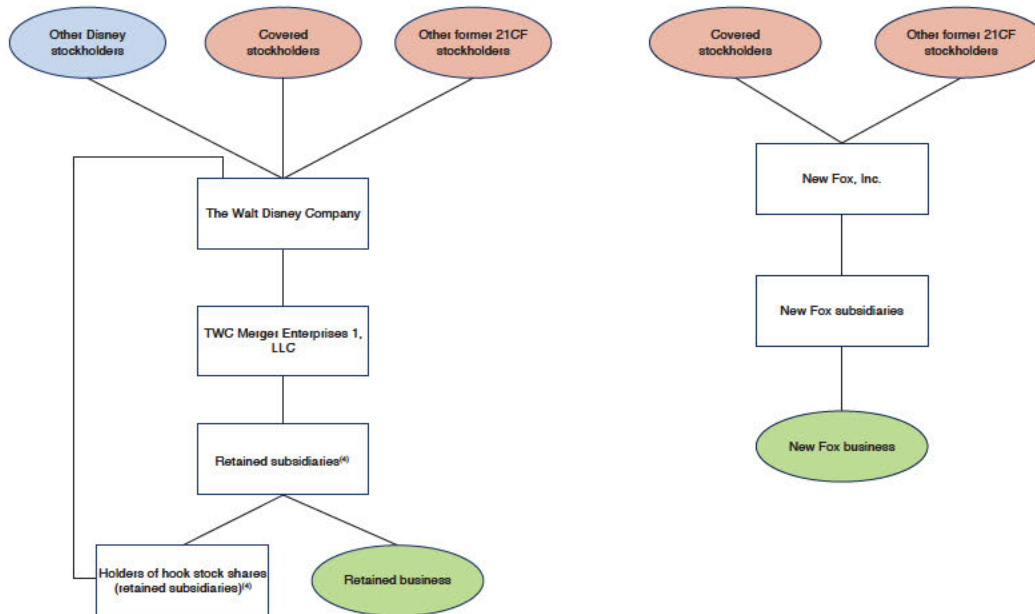 Other Disney
stockholders
Covered
stockholders
Other former 21CF
stockholders
Covered
stockholders
Other former 21CF
stockholders
The Walt Disney Company
New Fox, Inc.
TWC Merger Enterprises 1,
LLC
New Fox subsidiaries
Retained subsidiaries⁽⁴⁾
New Fox business
Holders of hook stock shares
(retained subsidiaries)⁽⁴⁾
Retained business